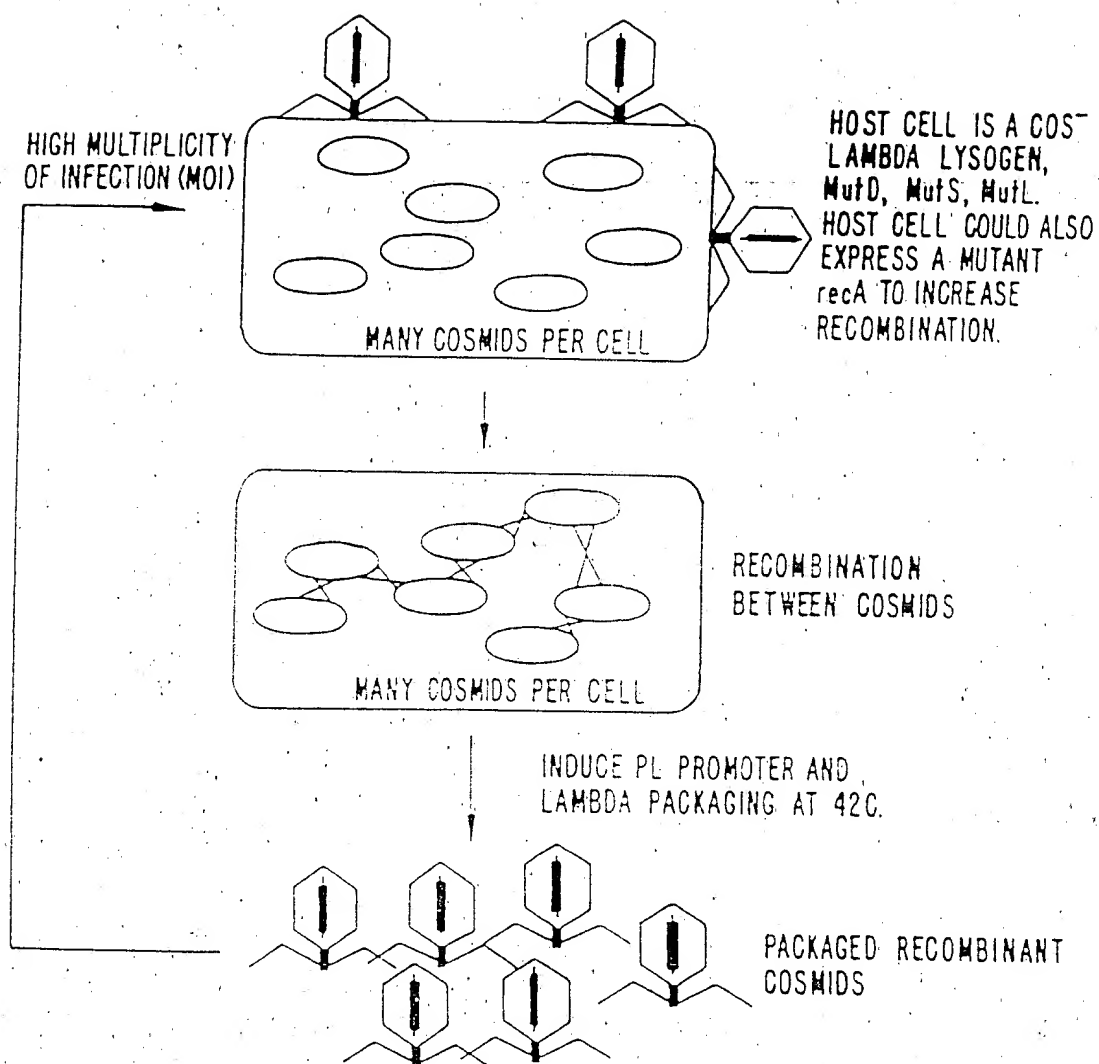 HIGH MULTIPLICITY
OF INFECTION (MOI)
HOST CELL IS A COS⁻
LAMBDA LYSOGEN,
MutD, MutS, MutL.
HOST CELL COULD ALSO
EXPRESS A MUTANT
recA TO INCREASE
RECOMBINATION.
MANY COSMIDS PER CELL
RECOMBINATION
BETWEEN COSMIDS
MANY COSMIDS PER CELL
INDUCE PL PROMOTER AND
LAMBDA PACKAGING AT 42C.
PACKAGED RECOMBINANT
COSMIDS